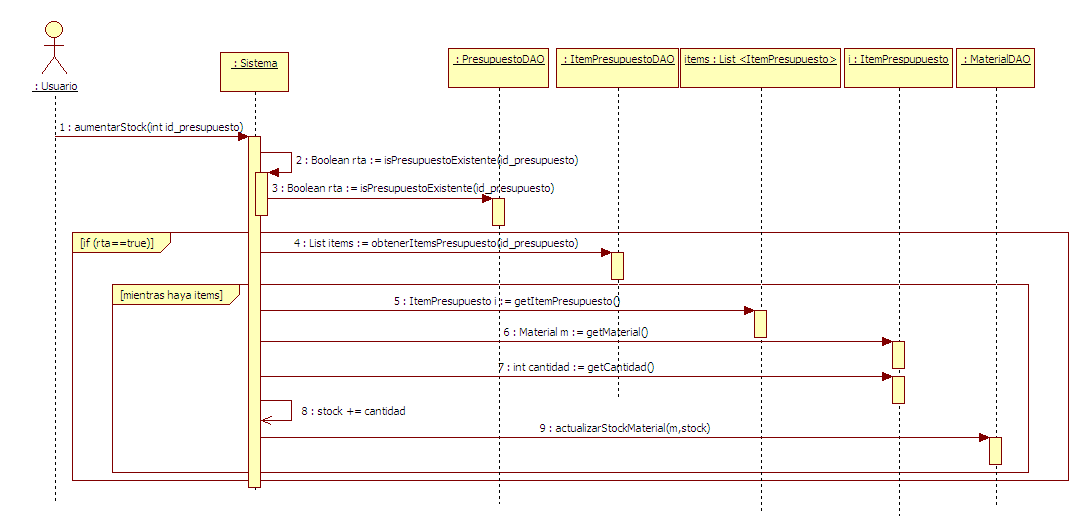 : Usuario
: Sistema
: PresupuestoDAO
: ItemPresupuestoDAO
items : List <ItemPresupuesto>
i : ItemPrespupuesto
: MaterialDAO
1 : aumentarStock(int id_presupuesto)
2 : Boolean rta := isPresupuestoExistente(id_presupuesto)
3 : Boolean rta := isPresupuestoExistente(id_presupuesto)
[if (rta==true)]
4 : List items := obtenerItemsPresupuesto(id_presupuesto)
[mientras haya items]
5 : ItemPresupuesto i := getItemPresupuesto()
6 : Material m := getMaterial()
7 : int cantidad := getCantidad()
8 : stock += cantidad
9 : actualizarStockMaterial(m,stock)